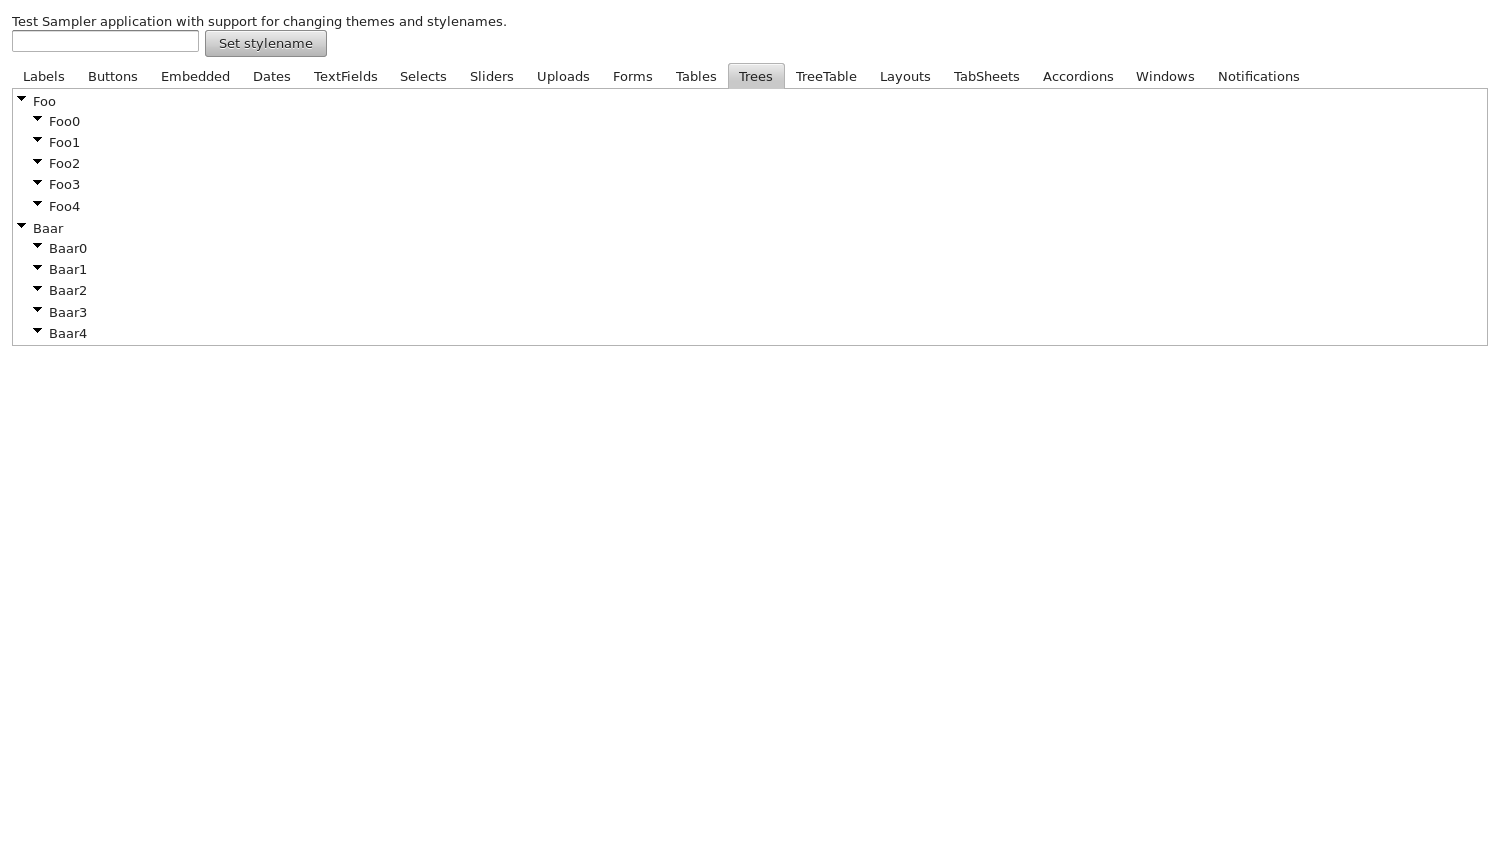 Test Sampler application with support for changing themes and stylenames.
Set stylename
Labels Buttons Embedded Dates TextFields Selects Sliders Uploads Forms Tables Trees TreeTable Layouts TabSheets Accordions Windows Notifications
Foo
Foo0
Foo1
Foo2
Foo3
Foo4
Baar
Baar0
Baar1
Baar2
Baar3
Baar4